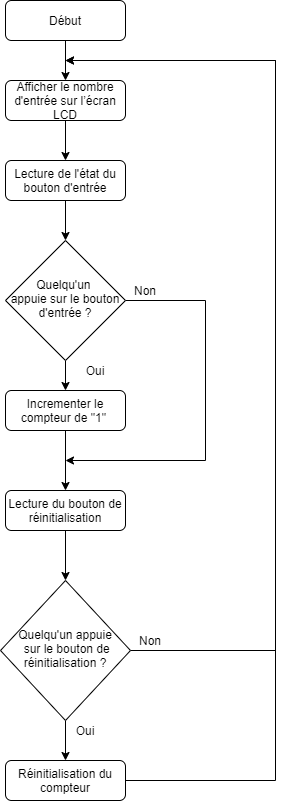 Début
Afficher le nombre
d'entrée sur l'écran
LCD
Lecture de l'état du
bouton d'entrée
Quelqu'un
appuie sur le bouton
d'entrée ?
Non
Oui
Incrementer le
compteur de "1"
Lecture du bouton de
réinitialisation
Quelqu'un appuie
sur le bouton de
réinitialisation ?
Non
Oui
Réinitialisation du
compteur